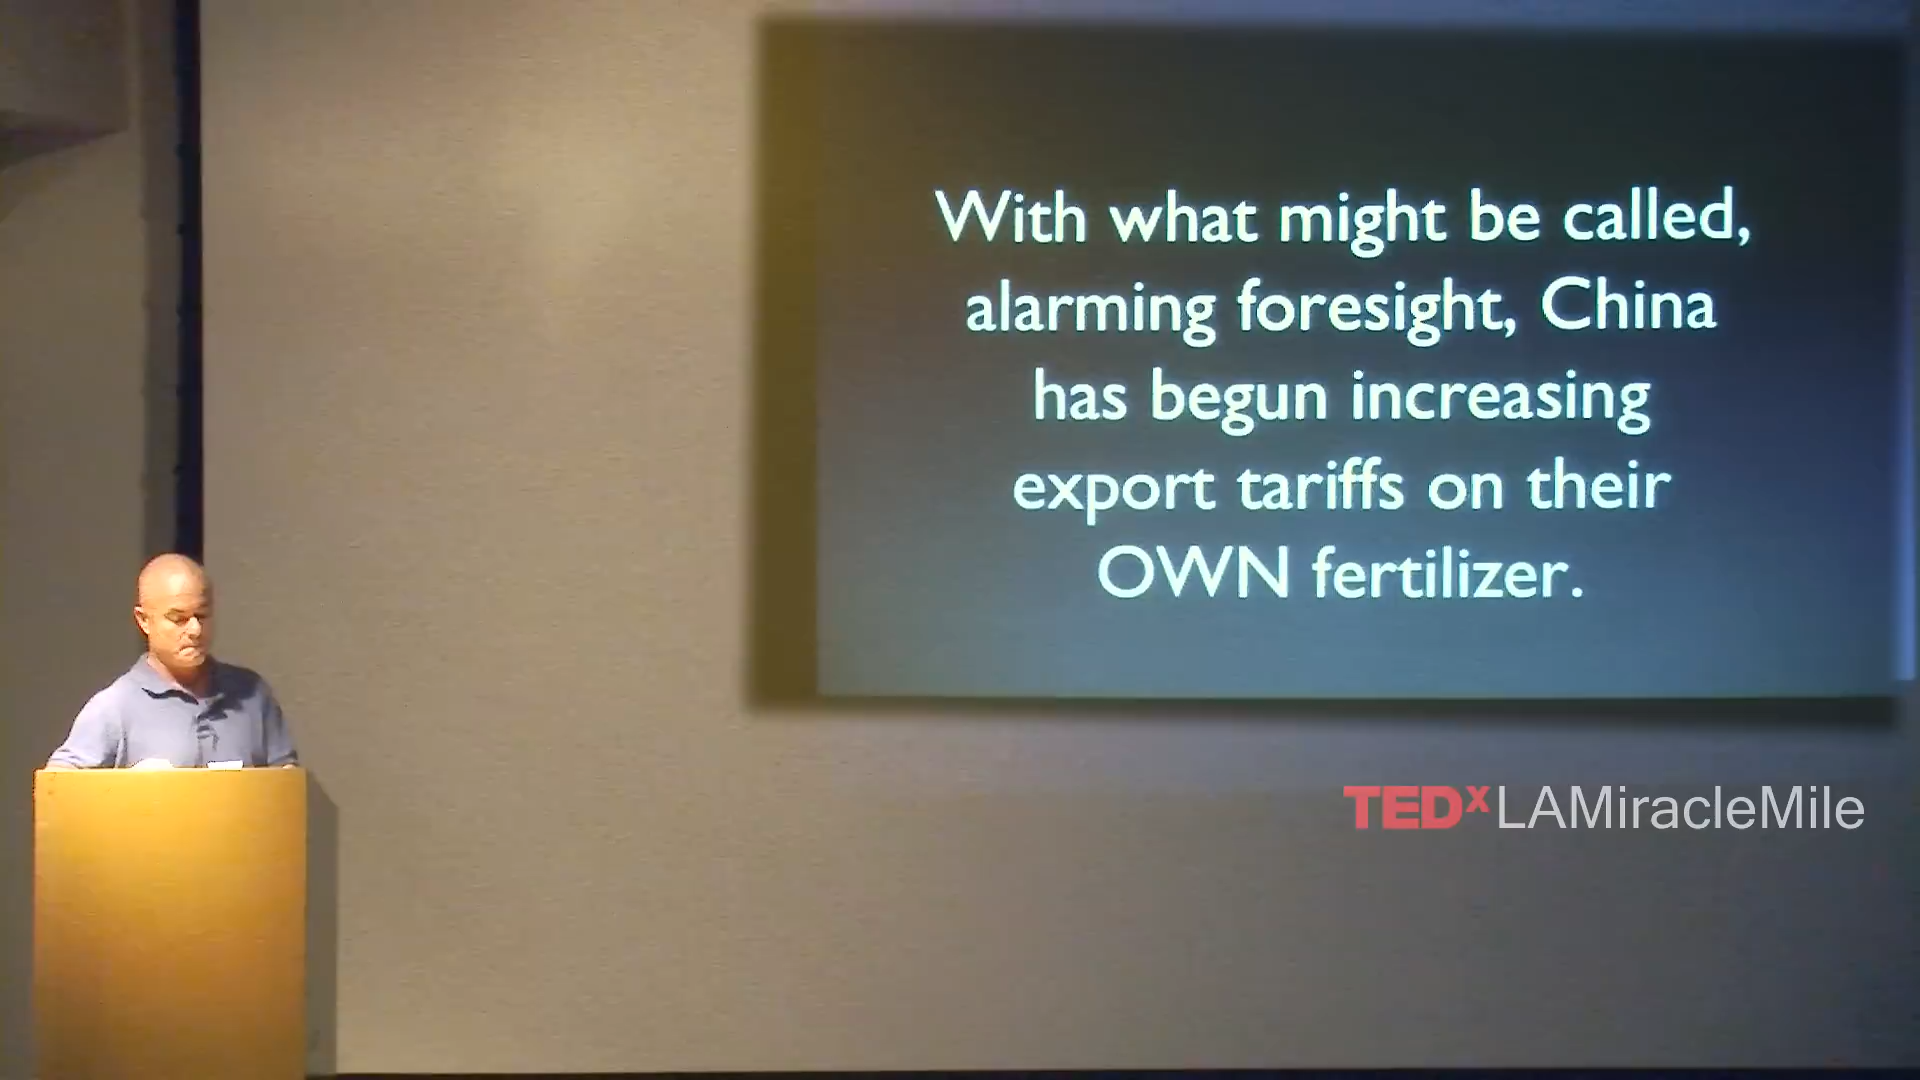 With what might be called,
alarming foresight, China
has begun increasing
export tariffs on their
OWN fertilizer.
TEDxLAMiracleMile